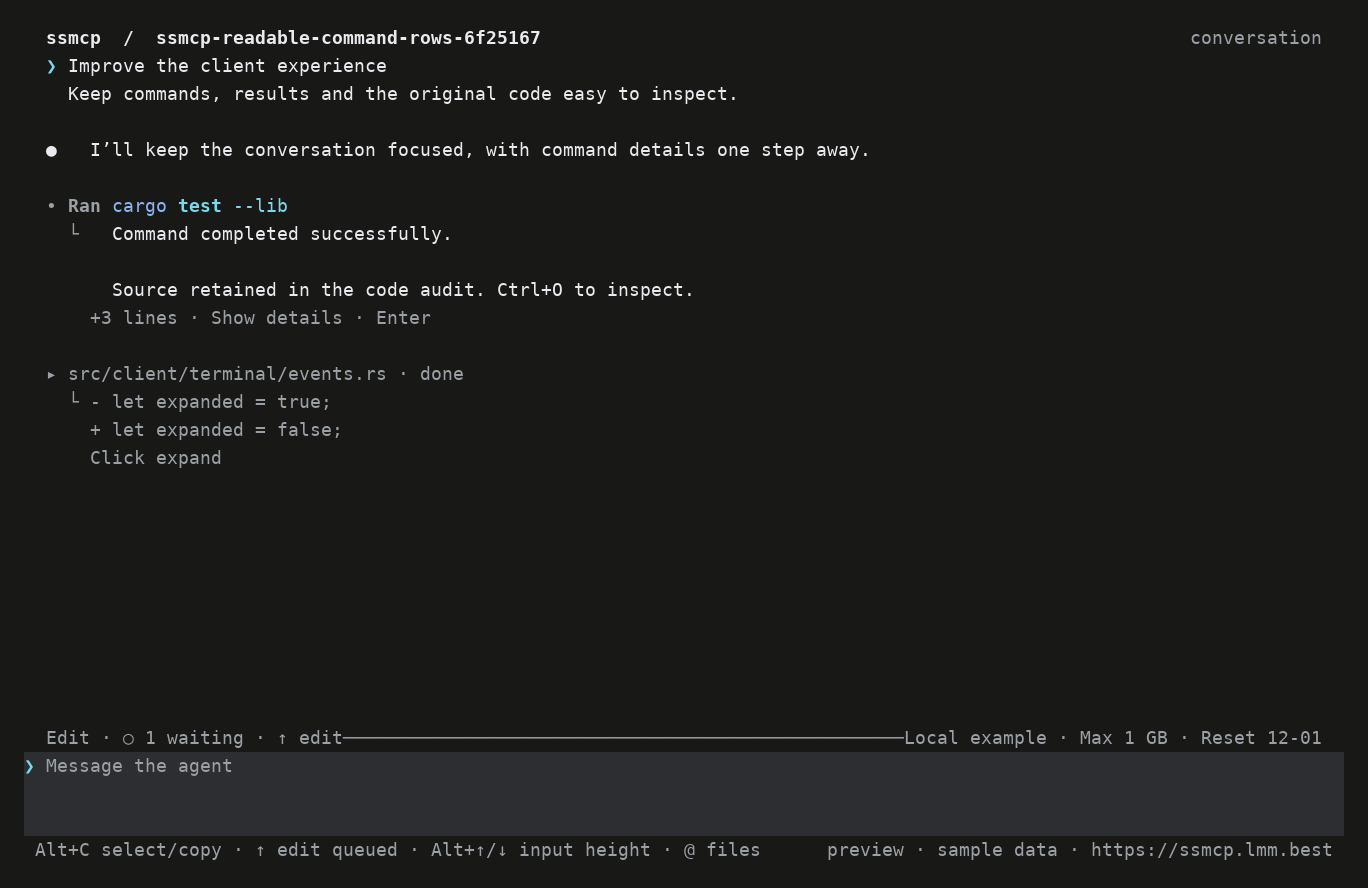 ssmcp  /  ssmcp-readable-command-rows-6f25167 conversation
❯ Improve the client experience
Keep commands, results and the original code easy to inspect.
●   I’ll keep the conversation focused, with command details one step away.
• Ran cargo test --lib
└   Command completed successfully.
Source retained in the code audit. Ctrl+O to inspect.
+3 lines · Show details · Enter
▸ src/client/terminal/events.rs · done
└ - let expanded = true;
+ let expanded = false;
Click expand
Edit · ○ 1 waiting · ↑ edit───────────────────────────────────────────────────Local example · Max 1 GB · Reset 12-01
❯ Message the agent
Alt+C select/copy · ↑ edit queued · Alt+↑/↓ input height · @ files      preview · sample data · https://ssmcp.lmm.best